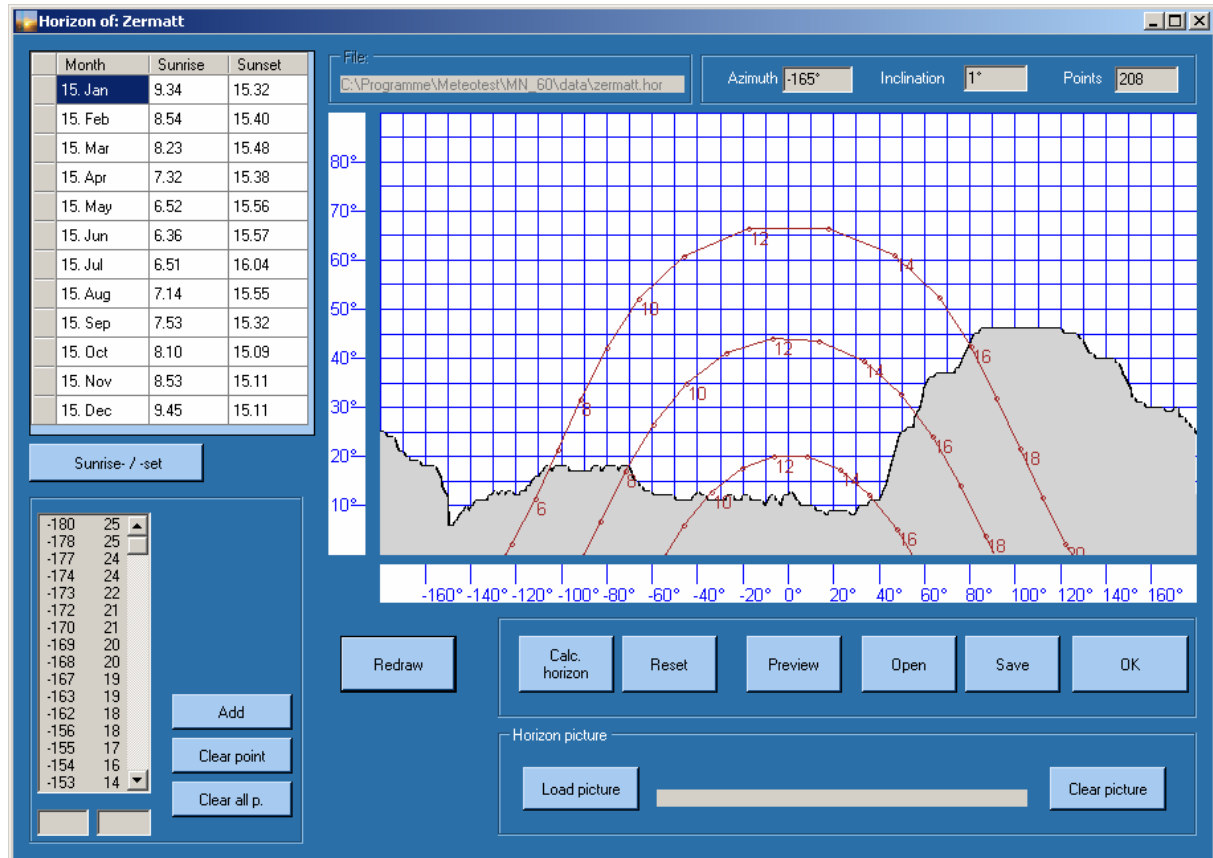 Horizon of: Zermatt
Month Sunrise Sunset
15. Jan 9.34 15.32
15. Feb 8.54 15.40
15. Mar 8.23 15.48
15. Apr 7.32 15.38
15. May 6.52 15.56
15. Jun 6.36 15.57
15. Jul 6.51 16.04
15. Aug 7.14 15.55
15. Sep 7.53 15.32
15. Oct 8.10 15.09
15. Nov 8.53 15.11
15. Dec 9.45 15.11
Sunrise- / -set
-180 25
-178 25
-177 24
-174 24
-173 22
-172 21
-170 21
-169 20
-168 20
-167 19
-163 19
-162 18
-156 18
-155 17
-154 16
-153 14
Add
Clear point
Clear all p.
File:
C:\Programme\Meteotest\MN_60\data\zermatt.hor
Azimuth -165° Inclination 1° Points 208
80°
70°
60°
50°
40°
30°
20°
10°
12
14
10
16
8
18
6
20
12
14
10
16
8
18
12
14
10
16
-160° -140° -120° -100° -80° -60° -40° -20° 0° 20° 40° 60° 80° 100° 120° 140° 160°
Redraw
Calc. horizon
Reset
Preview
Open
Save
OK
Horizon picture
Load picture
Clear picture